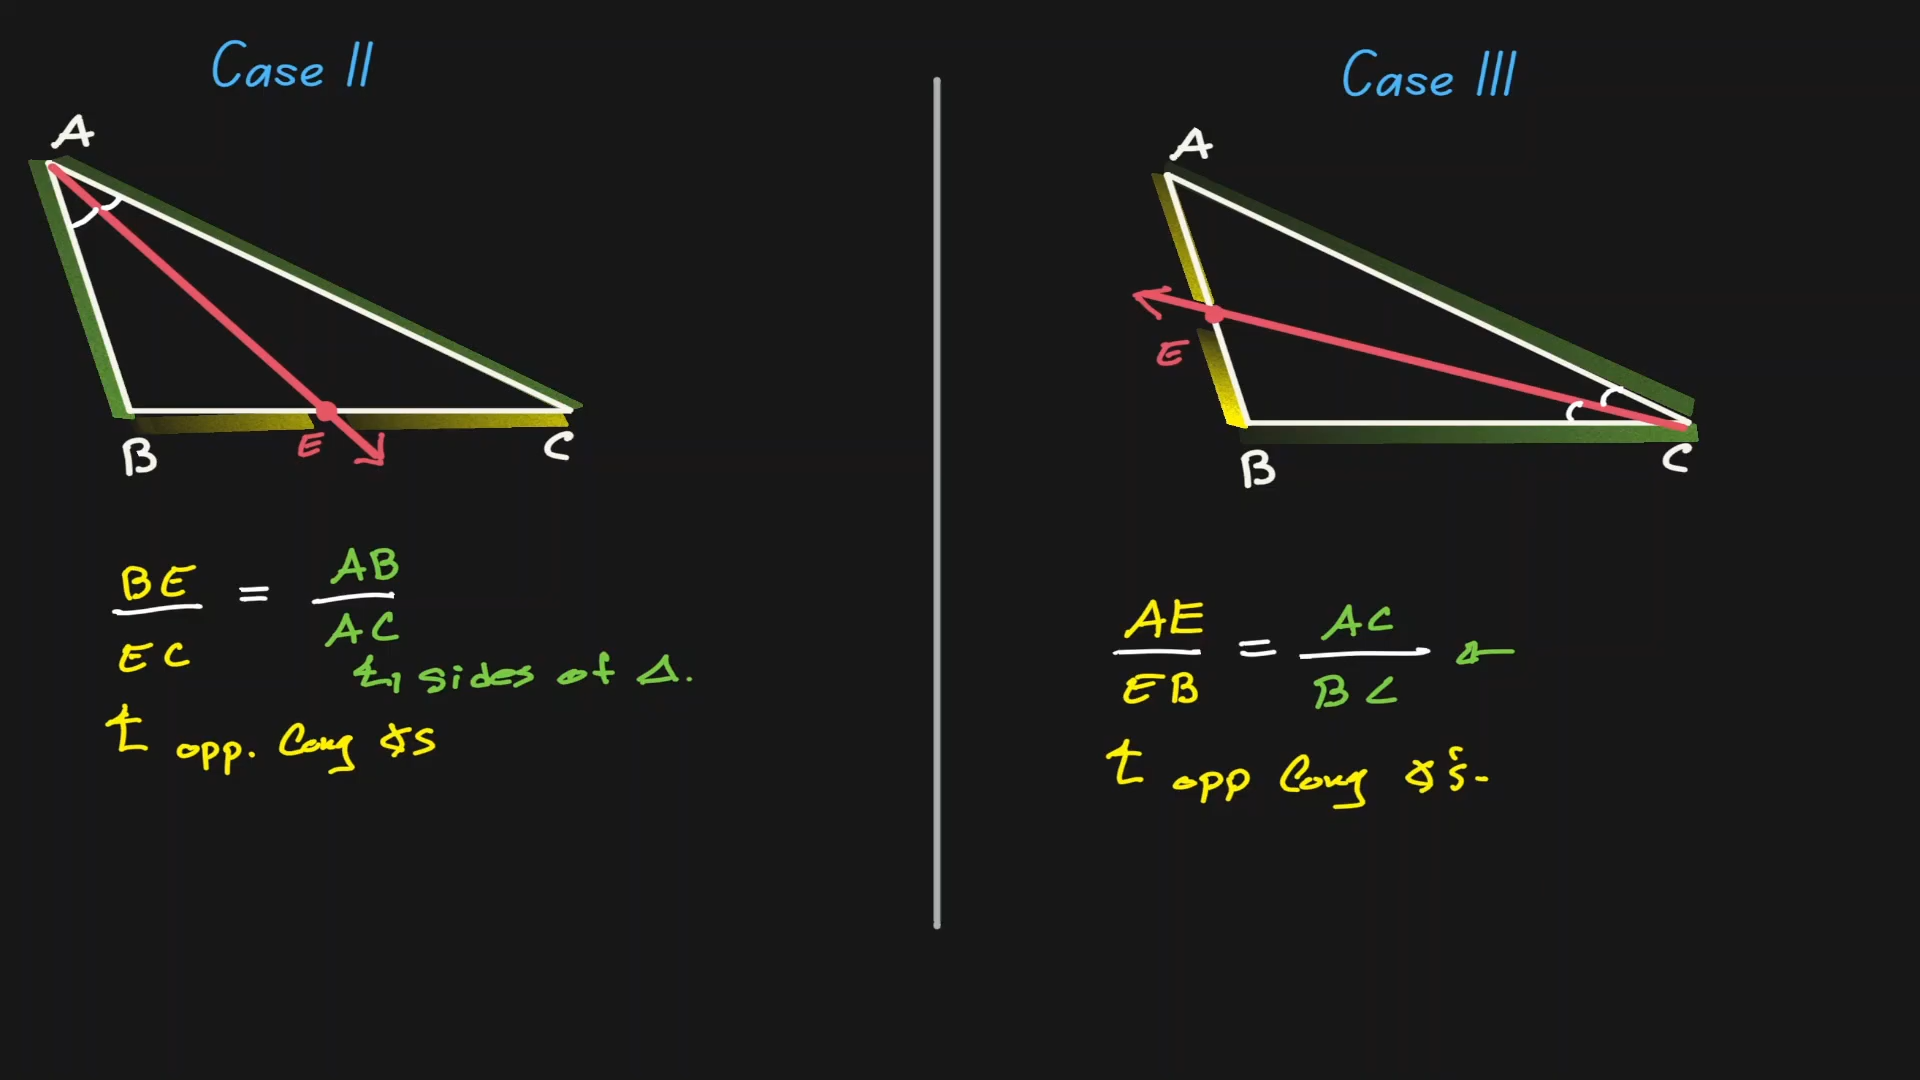 Case II
A
B
E
C
BE/EC = AB/AC
sides of Δ.
opp. Cong ∢s
Case III
A
E
B
C
AE/EB = AC/BC ←
opp Cong ∢'s